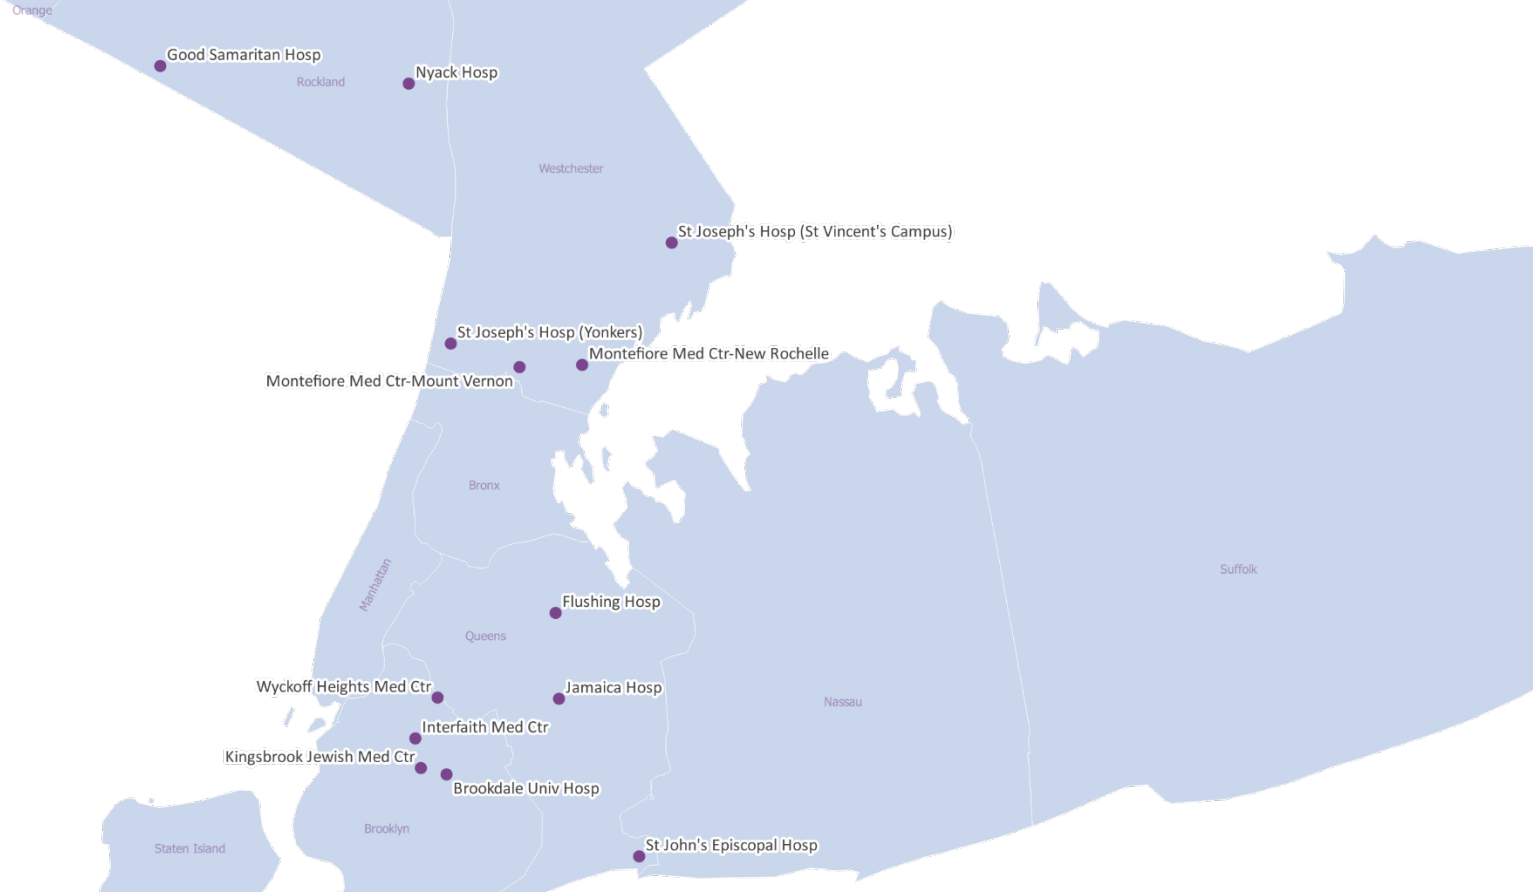 Orange
Good Samaritan Hosp
Nyack Hosp
Rockland
Westchester
St Joseph's Hosp (St Vincent's Campus)
St Joseph's Hosp (Yonkers)
Montefiore Med Ctr-New Rochelle
Montefiore Med Ctr-Mount Vernon
Bronx
Manhattan
Suffolk
Flushing Hosp
Queens
Wyckoff Heights Med Ctr
Jamaica Hosp
Nassau
Interfaith Med Ctr
Kingsbrook Jewish Med Ctr
Brookdale Univ Hosp
Brooklyn
Staten Island
St John's Episcopal Hosp